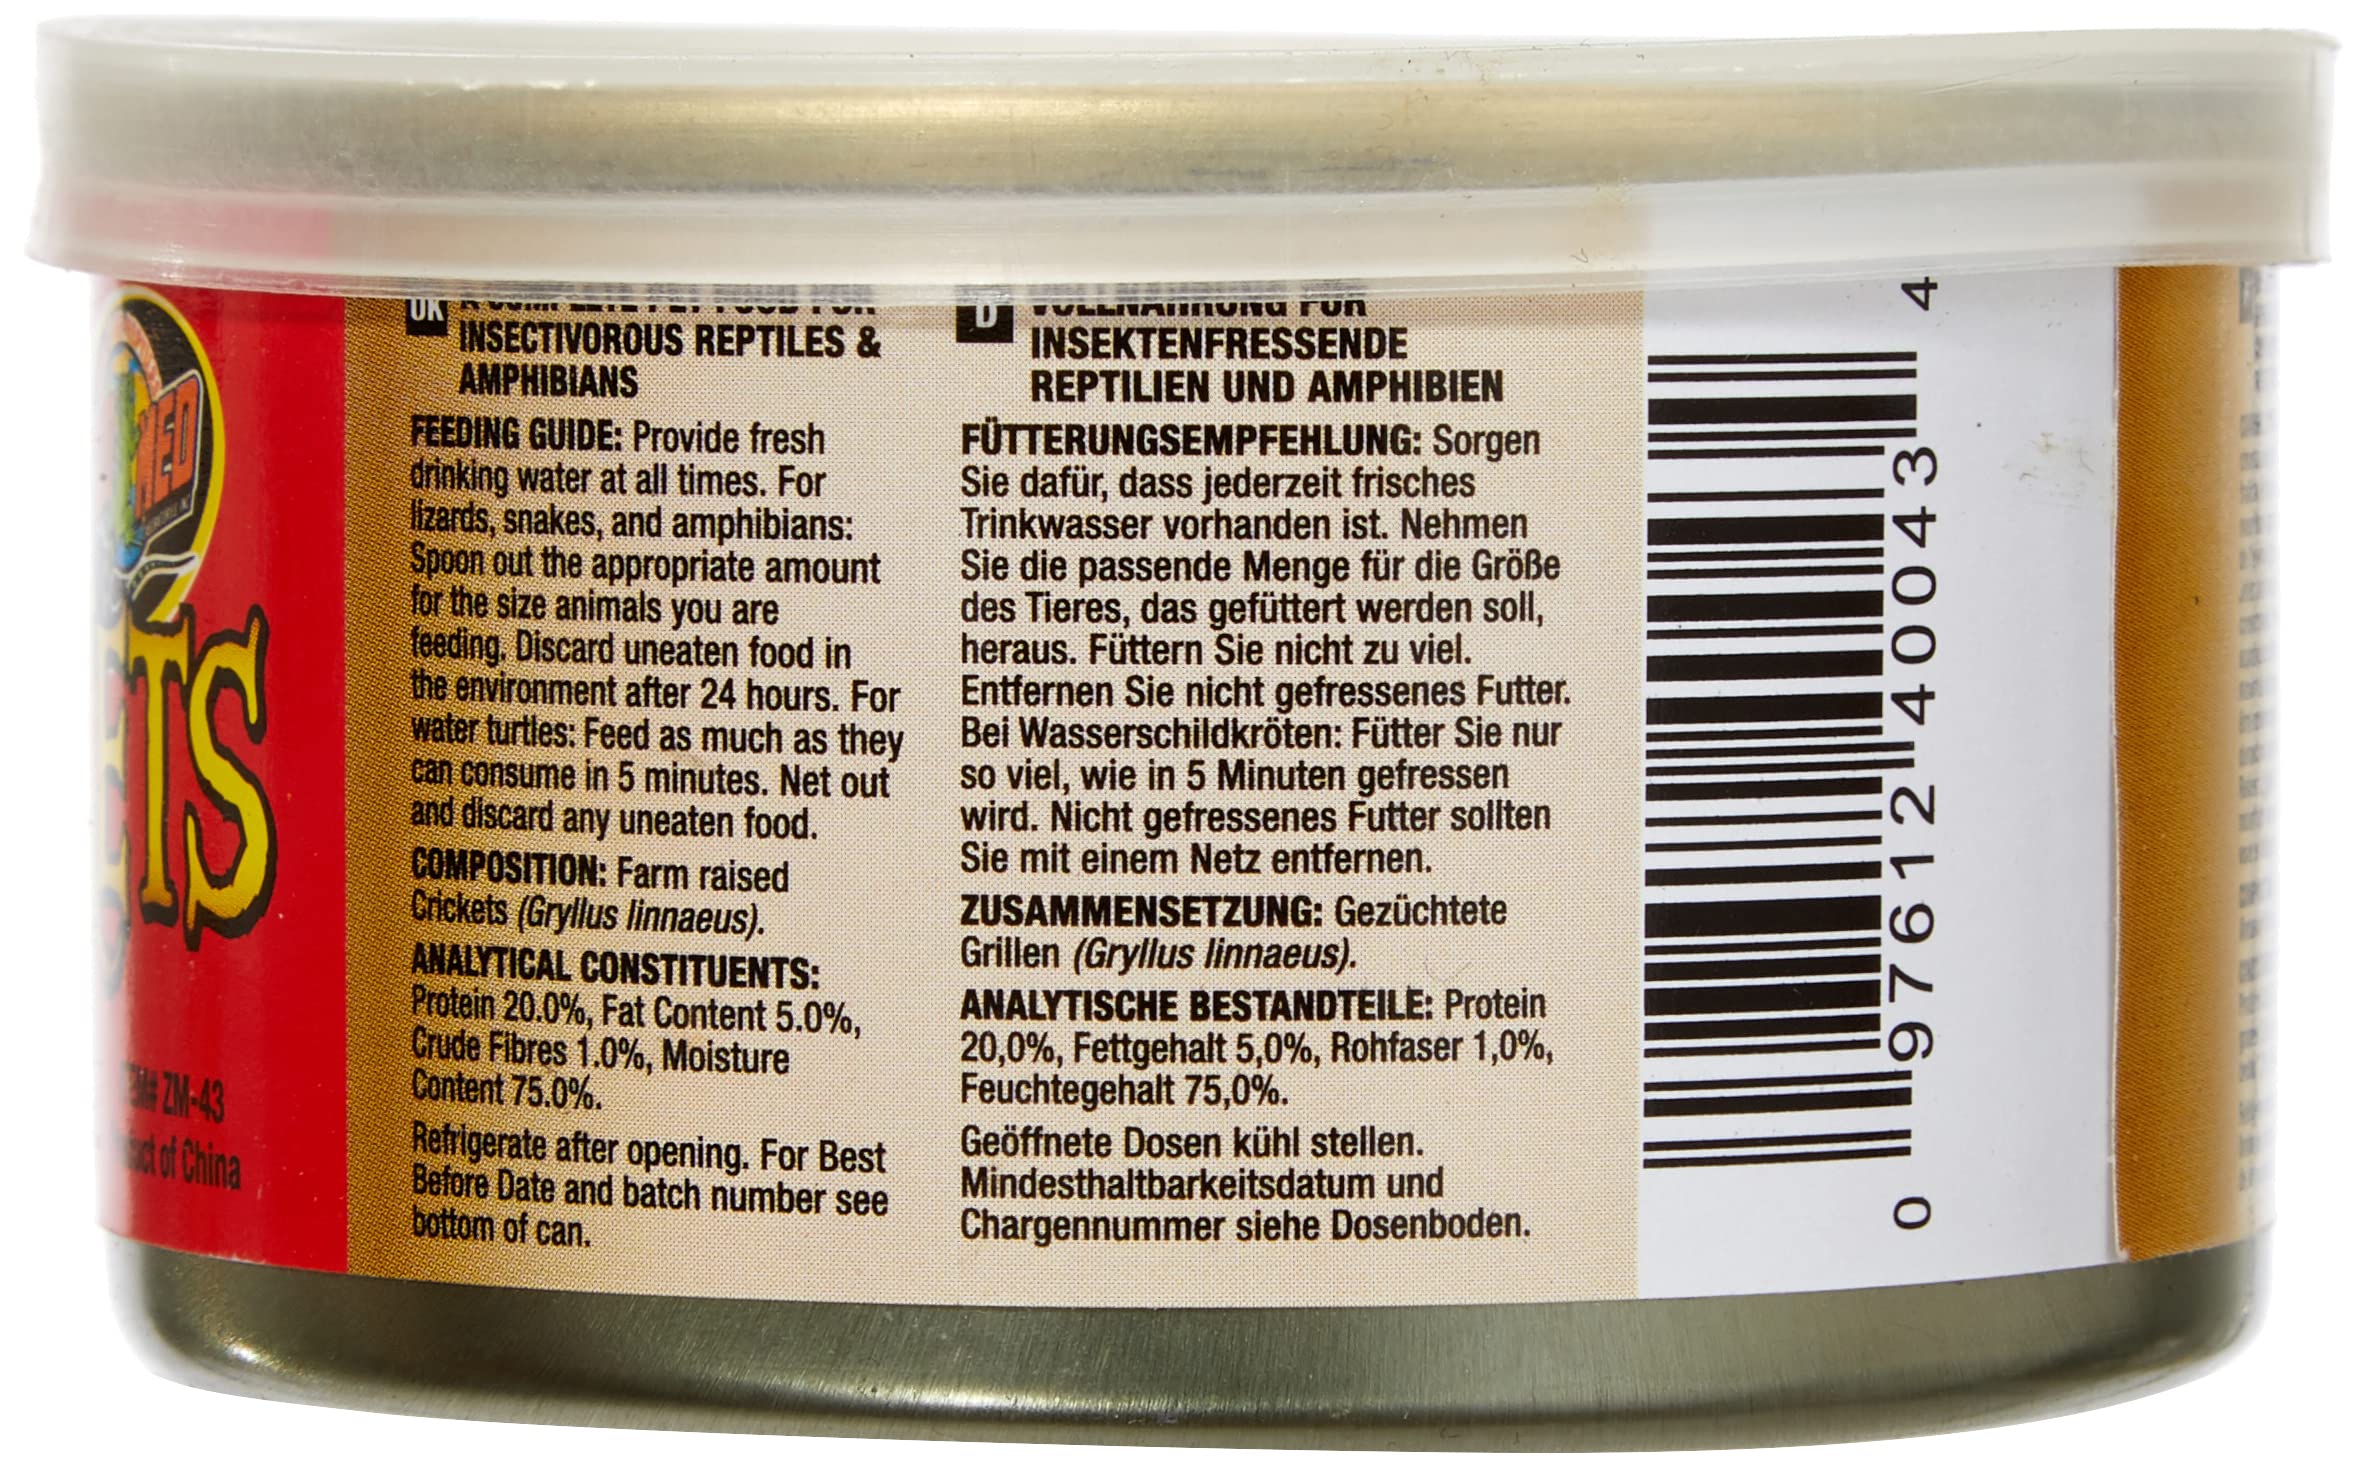 MED
ETS
ZM-43
of China
UK A COMPLETE PET FOOD FOR
INSECTIVOROUS REPTILES &
AMPHIBIANS
FEEDING GUIDE: Provide fresh
drinking water at all times. For
lizards, snakes, and amphibians:
Spoon out the appropriate amount
for the size animals you are
feeding. Discard uneaten food in
the environment after 24 hours. For
water turtles: Feed as much as they
can consume in 5 minutes. Net out
and discard any uneaten food.
COMPOSITION: Farm raised
Crickets (Gryllus linnaeus).
ANALYTICAL CONSTITUENTS:
Protein 20.0%, Fat Content 5.0%,
Crude Fibres 1.0%, Moisture
Content 75.0%.
Refrigerate after opening. For Best
Before Date and batch number see
bottom of can.
D VOLLNAHRUNG FÜR
INSEKTENFRESSENDE
REPTILIEN UND AMPHIBIEN
FÜTTERUNGSEMPFEHLUNG: Sorgen
Sie dafür, dass jederzeit frisches
Trinkwasser vorhanden ist. Nehmen
Sie die passende Menge für die Größe
des Tieres, das gefüttert werden soll,
heraus. Füttern Sie nicht zu viel.
Entfernen Sie nicht gefressenes Futter.
Bei Wasserschildkröten: Fütter Sie nur
so viel, wie in 5 Minuten gefressen
wird. Nicht gefressenes Futter sollten
Sie mit einem Netz entfernen.
ZUSAMMENSETZUNG: Gezüchtete
Grillen (Gryllus linnaeus).
ANALYTISCHE BESTANDTEILE: Protein
20,0%, Fettgehalt 5,0%, Rohfaser 1,0%,
Feuchtegehalt 75,0%.
Geöffnete Dosen kühl stellen.
Mindesthaltbarkeitsdatum und
Chargennummer siehe Dosenboden.
0 97612 40043 4